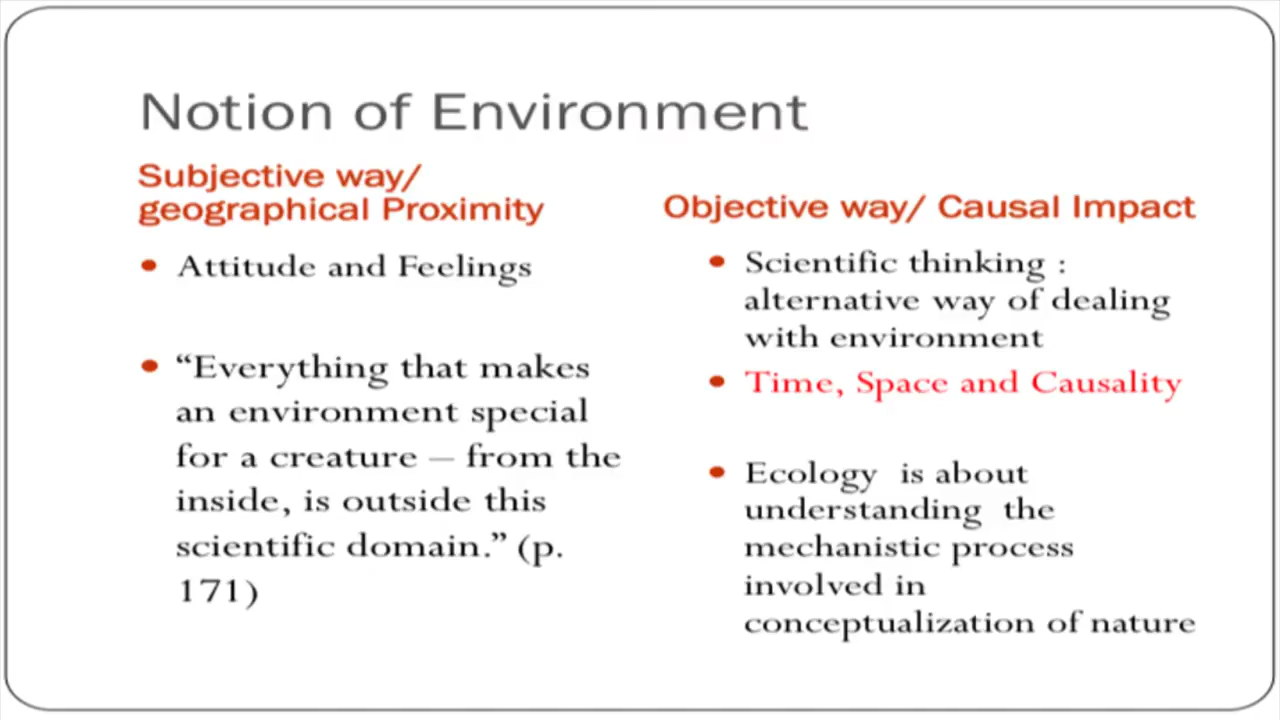 Notion of Environment
Subjective way/
geographical Proximity
• Attitude and Feelings
• “Everything that makes
an environment special
for a creature – from the
inside, is outside this
scientific domain.” (p.
171)
Objective way/ Causal Impact
• Scientific thinking :
alternative way of dealing
with environment
• Time, Space and Causality
• Ecology is about
understanding the
mechanistic process
involved in
conceptualization of nature